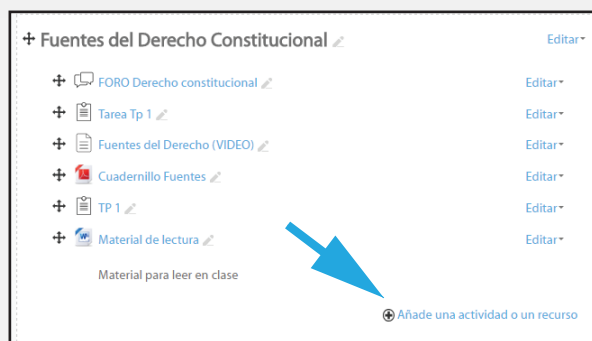 Fuentes del Derecho Constitucional Editar
FORO Derecho constitucional Editar
Tarea Tp 1 Editar
Fuentes del Derecho (VIDEO) Editar
Cuadernillo Fuentes Editar
TP 1 Editar
Material de lectura Editar
Material para leer en clase
Añade una actividad o un recurso